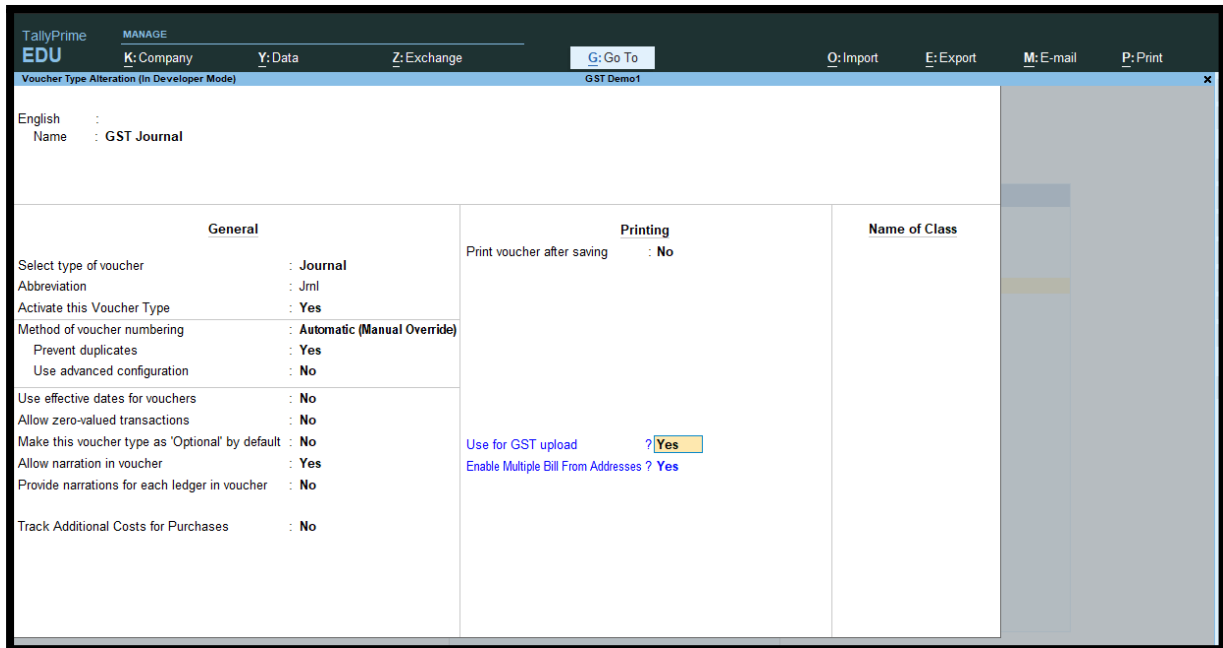 TallyPrime
EDU
MANAGE
K: Company Y: Data Z: Exchange G: Go To O: Import E: Export M: E-mail P: Print
Voucher Type Alteration (In Developer Mode) GST Demo1 x
English :
Name : GST Journal
General
Select type of voucher : Journal
Abbreviation : Jrnl
Activate this Voucher Type : Yes
Method of voucher numbering : Automatic (Manual Override)
Prevent duplicates : Yes
Use advanced configuration : No
Use effective dates for vouchers : No
Allow zero-valued transactions : No
Make this voucher type as 'Optional' by default : No
Allow narration in voucher : Yes
Provide narrations for each ledger in voucher : No
Track Additional Costs for Purchases : No
Printing
Print voucher after saving : No
Use for GST upload ? Yes
Enable Multiple Bill From Addresses ? Yes
Name of Class